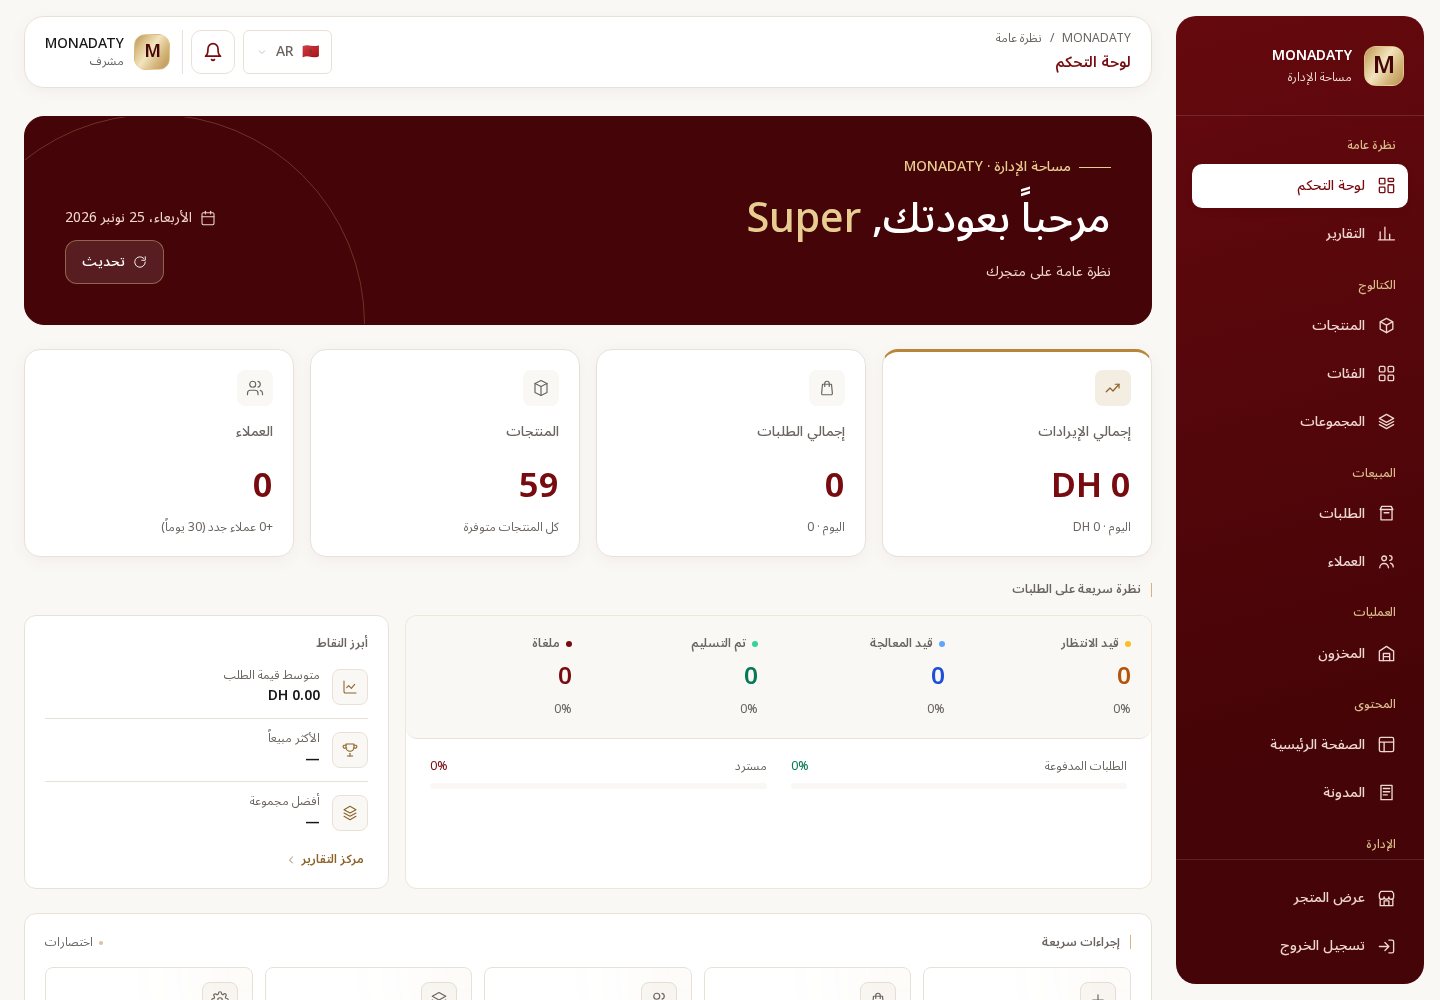 MONADATY
مساحة الإدارة
نظرة عامة
لوحة التحكم
التقارير
الكتالوج
المنتجات
الفئات
المجموعات
المبيعات
الطلبات
العملاء
العمليات
المخزون
المحتوى
الصفحة الرئيسية
المدونة
الإدارة
عرض المتجر
تسجيل الخروج
MONADATY / نظرة عامة
لوحة التحكم
AR
M
MONADATY
مشرف
مساحة الإدارة · MONADATY
مرحباً بعودتك, Super
نظرة عامة على متجرك
الأربعاء، 25 نونبر 2026
تحديث
إجمالي الإيرادات
DH 0
اليوم · DH 0
إجمالي الطلبات
0
اليوم · 0
المنتجات
59
كل المنتجات متوفرة
العملاء
0
+0 عملاء جدد (30 يوماً)
نظرة سريعة على الطلبات
قيد الانتظار
0
0%
قيد المعالجة
0
0%
تم التسليم
0
0%
ملغاة
0
0%
الطلبات المدفوعة 0%
مسترد 0%
أبرز النقاط
متوسط قيمة الطلب
DH 0.00
الأكثر مبيعاً
—
أفضل مجموعة
—
مركز التقارير
إجراءات سريعة
اختصارات